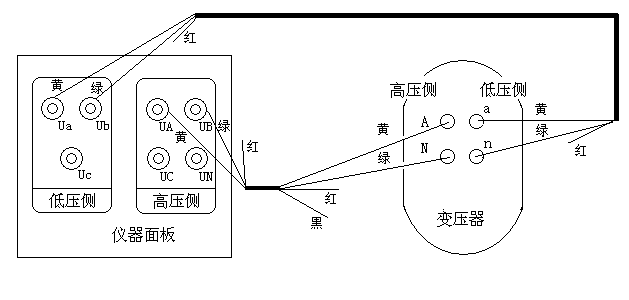 红
黄 绿
Ua Ub
Uc
低压侧
UA UB
黄 绿
UC UN
高压侧
仪器面板
红
红
黑
黄
绿
高压侧 低压侧
A a
N n
变压器
黄
绿
红